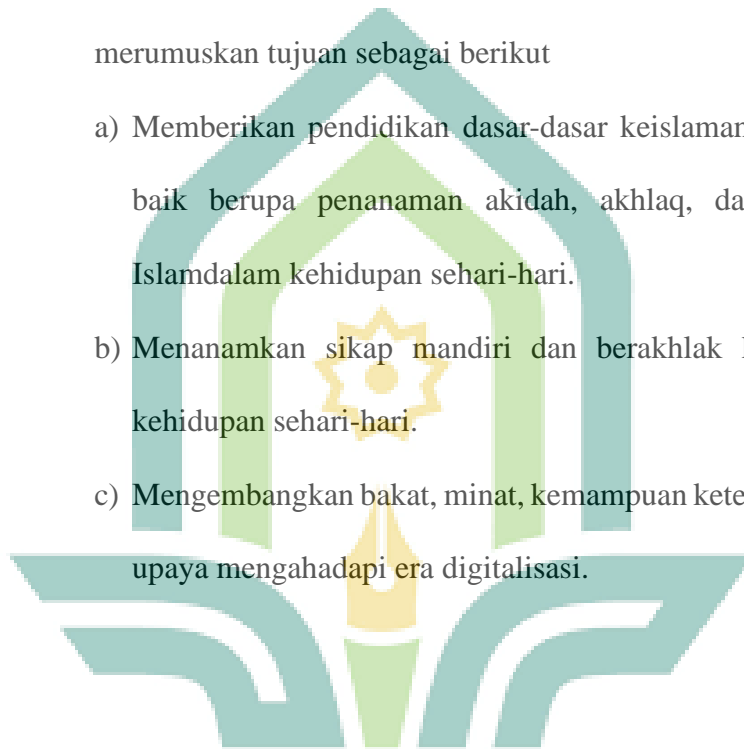 merumuskan tujuan sebagai berikut
a) Memberikan pendidikan dasar-dasar keislaman
baik berupa penanaman akidah, akhlaq, da
Islamdalam kehidupan sehari-hari.
b) Menanamkan sikap mandiri dan berakhlak
kehidupan sehari-hari.
c) Mengembangkan bakat, minat, kemampuan kete
upaya mengahadapi era digitalisasi.